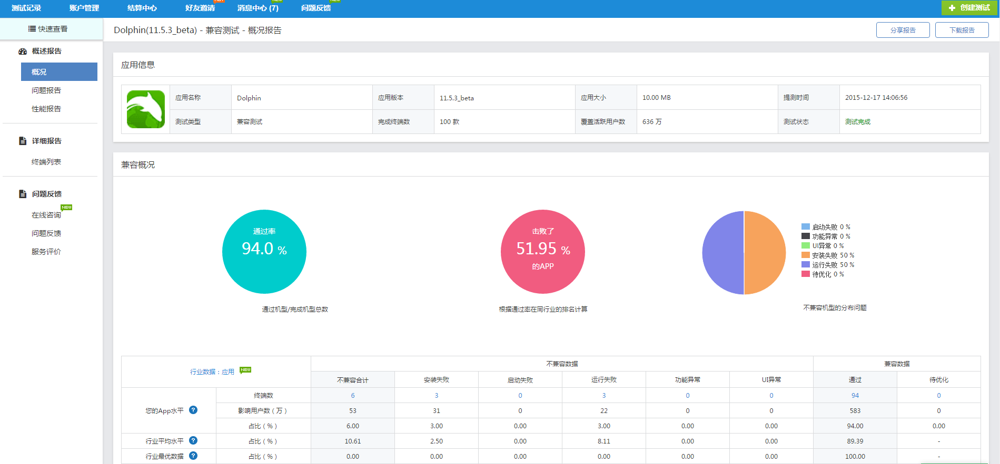 测试记录 账户管理 结算中心 好友邀请 HOT 消息中心 (7) NEW 问题反馈 NEW 创建测试
快速查看
Dolphin(11.5.3_beta) - 兼容测试 - 概况报告 分享报告 下载报告
概述报告
概况
问题报告
性能报告
详细报告
终端列表
问题反馈
在线咨询 NEW
问题反馈
服务评价
应用信息
应用名称 Dolphin 应用版本 11.5.3_beta 应用大小 10.00 MB 提测时间 2015-12-17 14:06:56
测试类型 兼容测试 完成终端数 100 款 覆盖活跃用户数 636 万 测试状态 测试完成
兼容概况
通过率
94.0 %
通过机型/完成机型总数
击败了
51.95 %
的APP
根据通过率在同行业的排名计算
启动失败 0 %
功能异常 0 %
UI异常 0 %
安装失败 50 %
运行失败 50 %
待优化 0 %
不兼容机型的分布问题
行业数据：应用 NEW 不兼容数据 兼容数据
不兼容合计 安装失败 启动失败 运行失败 功能异常 UI异常 通过 待优化
您的App水平 ?
终端数 6 3 0 3 0 0 94 0
影响用户数（万） 53 31 0 22 0 0 583 0
占比（%） 6.00 3.00 0.00 3.00 0.00 0.00 94.00 0.00
行业平均水平 ? 占比（%） 10.61 2.50 0.00 8.11 0.00 0.00 89.39 -
行业最优数据 ? 占比（%） 0.00 0.00 0.00 0.00 0.00 0.00 100.00 -